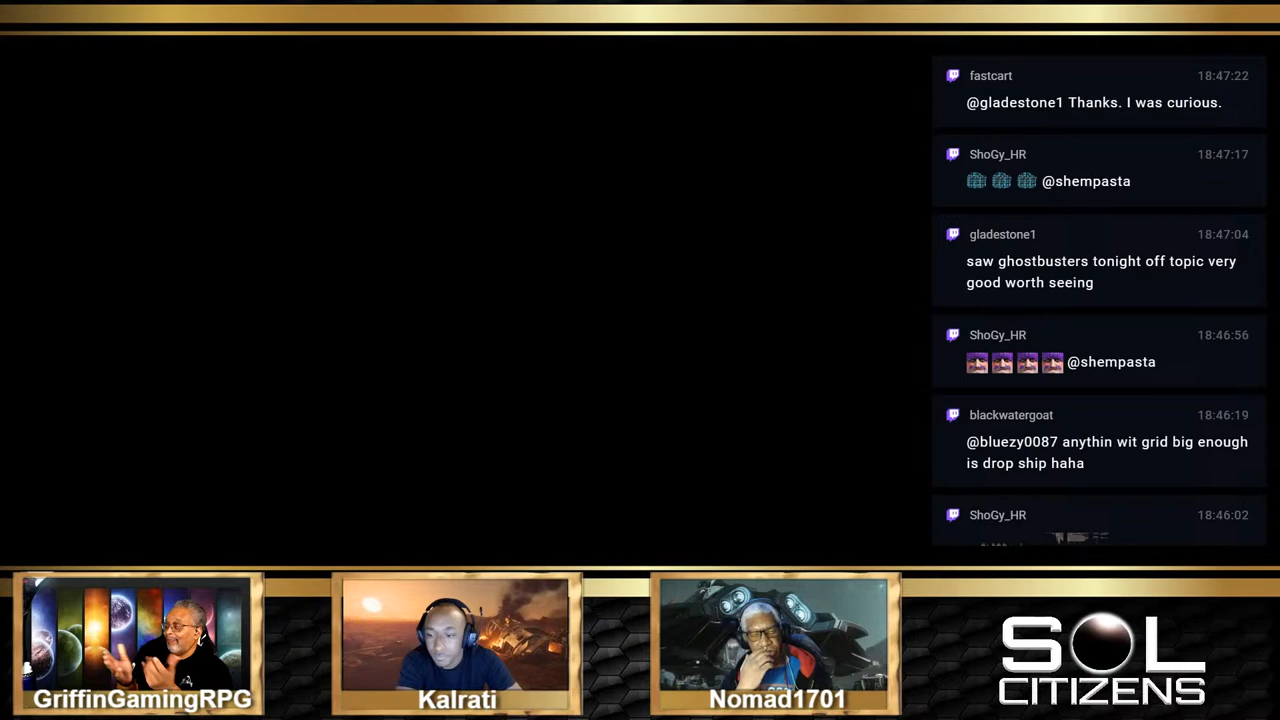 fastcart 18:47:22
@gladestone1 Thanks. I was curious.
ShoGy_HR 18:47:17
@shempasta
gladestone1 18:47:04
saw ghostbusters tonight off topic very
good worth seeing
ShoGy_HR 18:46:56
@shempasta
blackwatergoat 18:46:19
@bluezy0087 anythin wit grid big enough
is drop ship haha
ShoGy_HR 18:46:02
GriffinGamingRPG
Kalrati
Nomad1701
SOL
CITIZENS